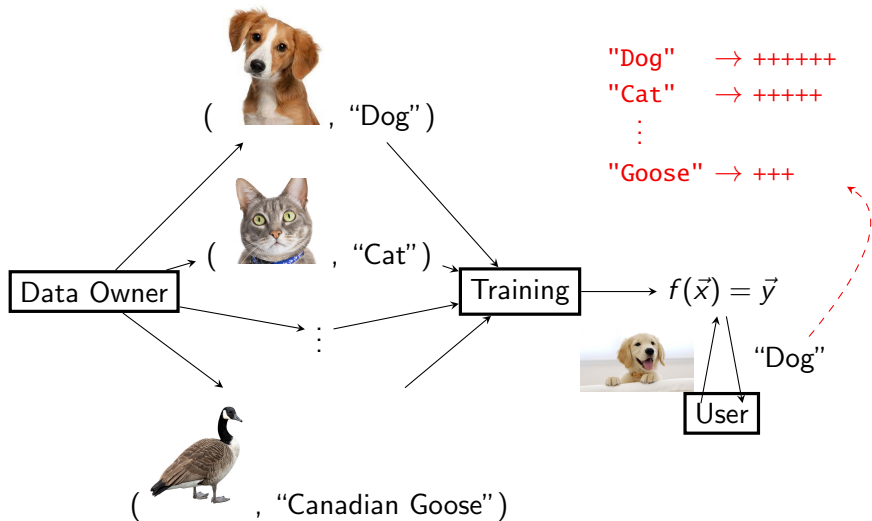 ( , “Dog”)
( , “Cat”)
⋮
( , “Canadian Goose”)
Data Owner
Training
f(x⃗) = y⃗
“Dog”
User
"Dog" → ++++++
"Cat" → +++++
⋮
"Goose" → +++